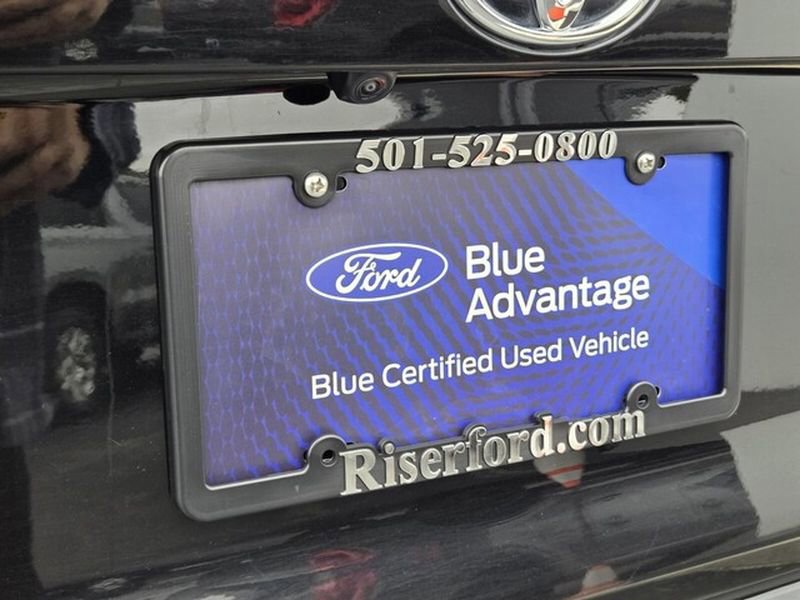 501-525-0800
Ford
Blue
Advantage
Blue Certified Used Vehicle
Riserford.com